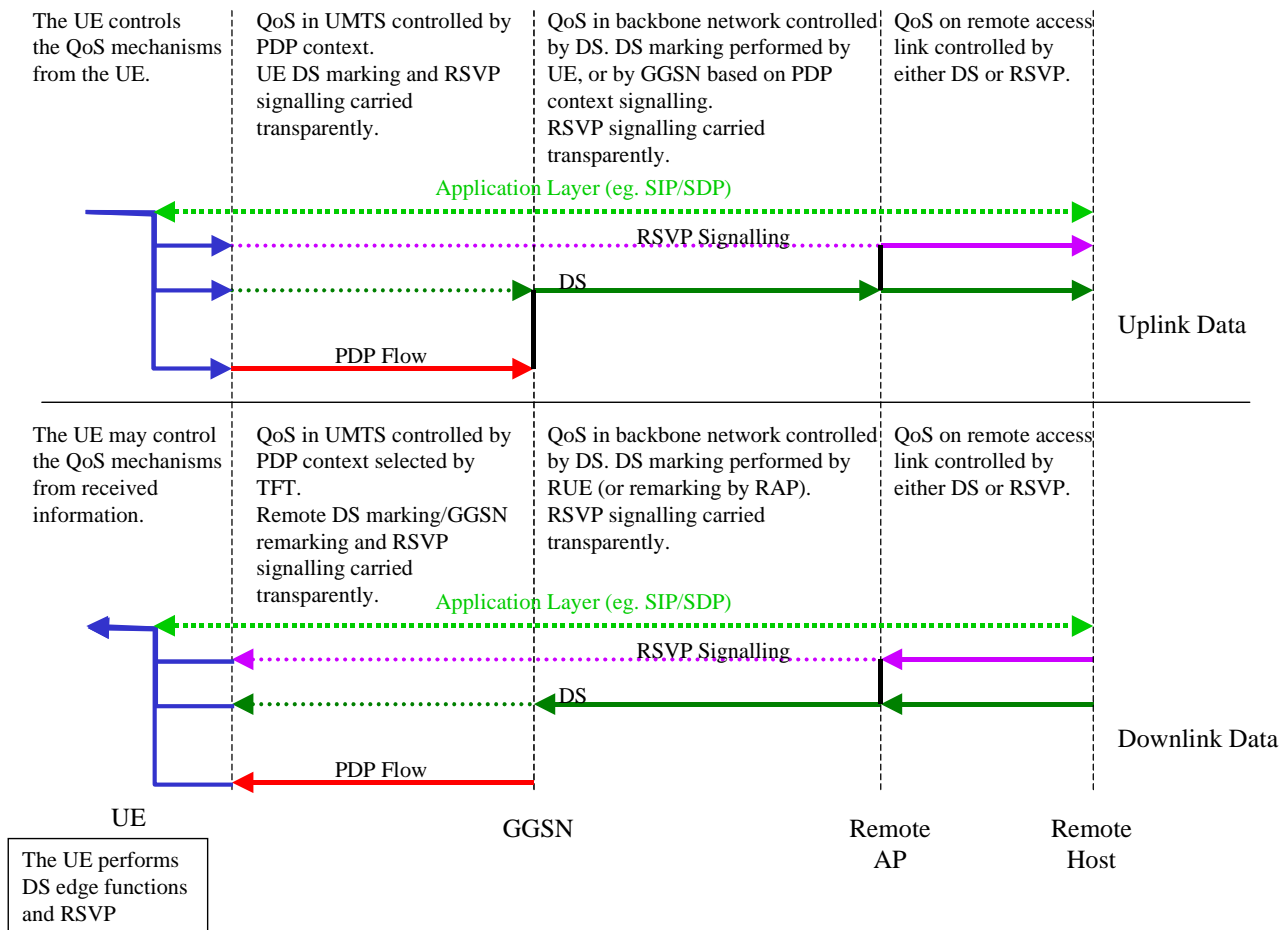 The UE controls
the QoS mechanisms
from the UE.
QoS in UMTS controlled by
PDP context.
UE DS marking and RSVP
signalling carried
transparently.
QoS in backbone network controlled
by DS. DS marking performed by
UE, or by GGSN based on PDP
context signalling.
RSVP signalling carried
transparently.
QoS on remote access
link controlled by
either DS or RSVP.
Application Layer (eg. SIP/SDP)
RSVP Signalling
DS
PDP Flow
Uplink Data
The UE may control
the QoS mechanisms
from received
information.
QoS in UMTS controlled by
PDP context selected by
TFT.
Remote DS marking/GGSN
remarking and RSVP
signalling carried
transparently.
QoS in backbone network controlled
by DS. DS marking performed by
RUE (or remarking by RAP).
RSVP signalling carried
transparently.
QoS on remote access
link controlled by
either DS or RSVP.
Application Layer (eg. SIP/SDP)
RSVP Signalling
DS
PDP Flow
Downlink Data
UE
GGSN
Remote
AP
Remote
Host
The UE performs
DS edge functions
and RSVP